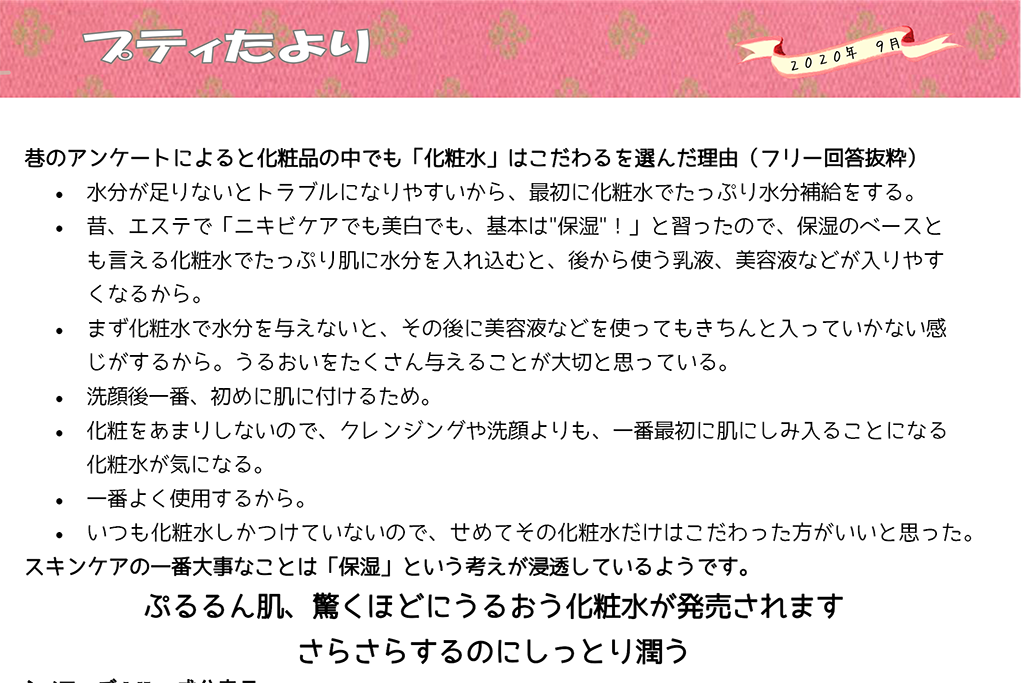 プティたより
2020年 9月
巷のアンケートによると化粧品の中でも「化粧水」はこだわるを選んだ理由（フリー回答抜粋）
• 水分が足りないとトラブルになりやすいから、最初に化粧水でたっぷり水分補給をする。
• 昔、エステで「ニキビケアでも美白でも、基本は"保湿"！」と習ったので、保湿のベースと
も言える化粧水でたっぷり肌に水分を入れ込むと、後から使う乳液、美容液などが入りやす
くなるから。
• まず化粧水で水分を与えないと、その後に美容液などを使ってもきちんと入っていかない感
じがするから。うるおいをたくさん与えることが大切と思っている。
• 洗顔後一番、初めに肌に付けるため。
• 化粧をあまりしないので、クレンジングや洗顔よりも、一番最初に肌にしみ入ることになる
化粧水が気になる。
• 一番よく使用するから。
• いつも化粧水しかつけていないので、せめてその化粧水だけはこだわった方がいいと思った。
スキンケアの一番大事なことは「保湿」という考えが浸透しているようです。
ぷるるん肌、驚くほどにうるおう化粧水が発売されます
さらさらするのにしっとり潤う